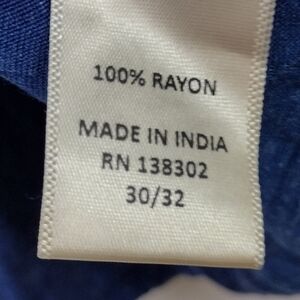 100% RAYON
MADE IN INDIA
RN 138302
30/32